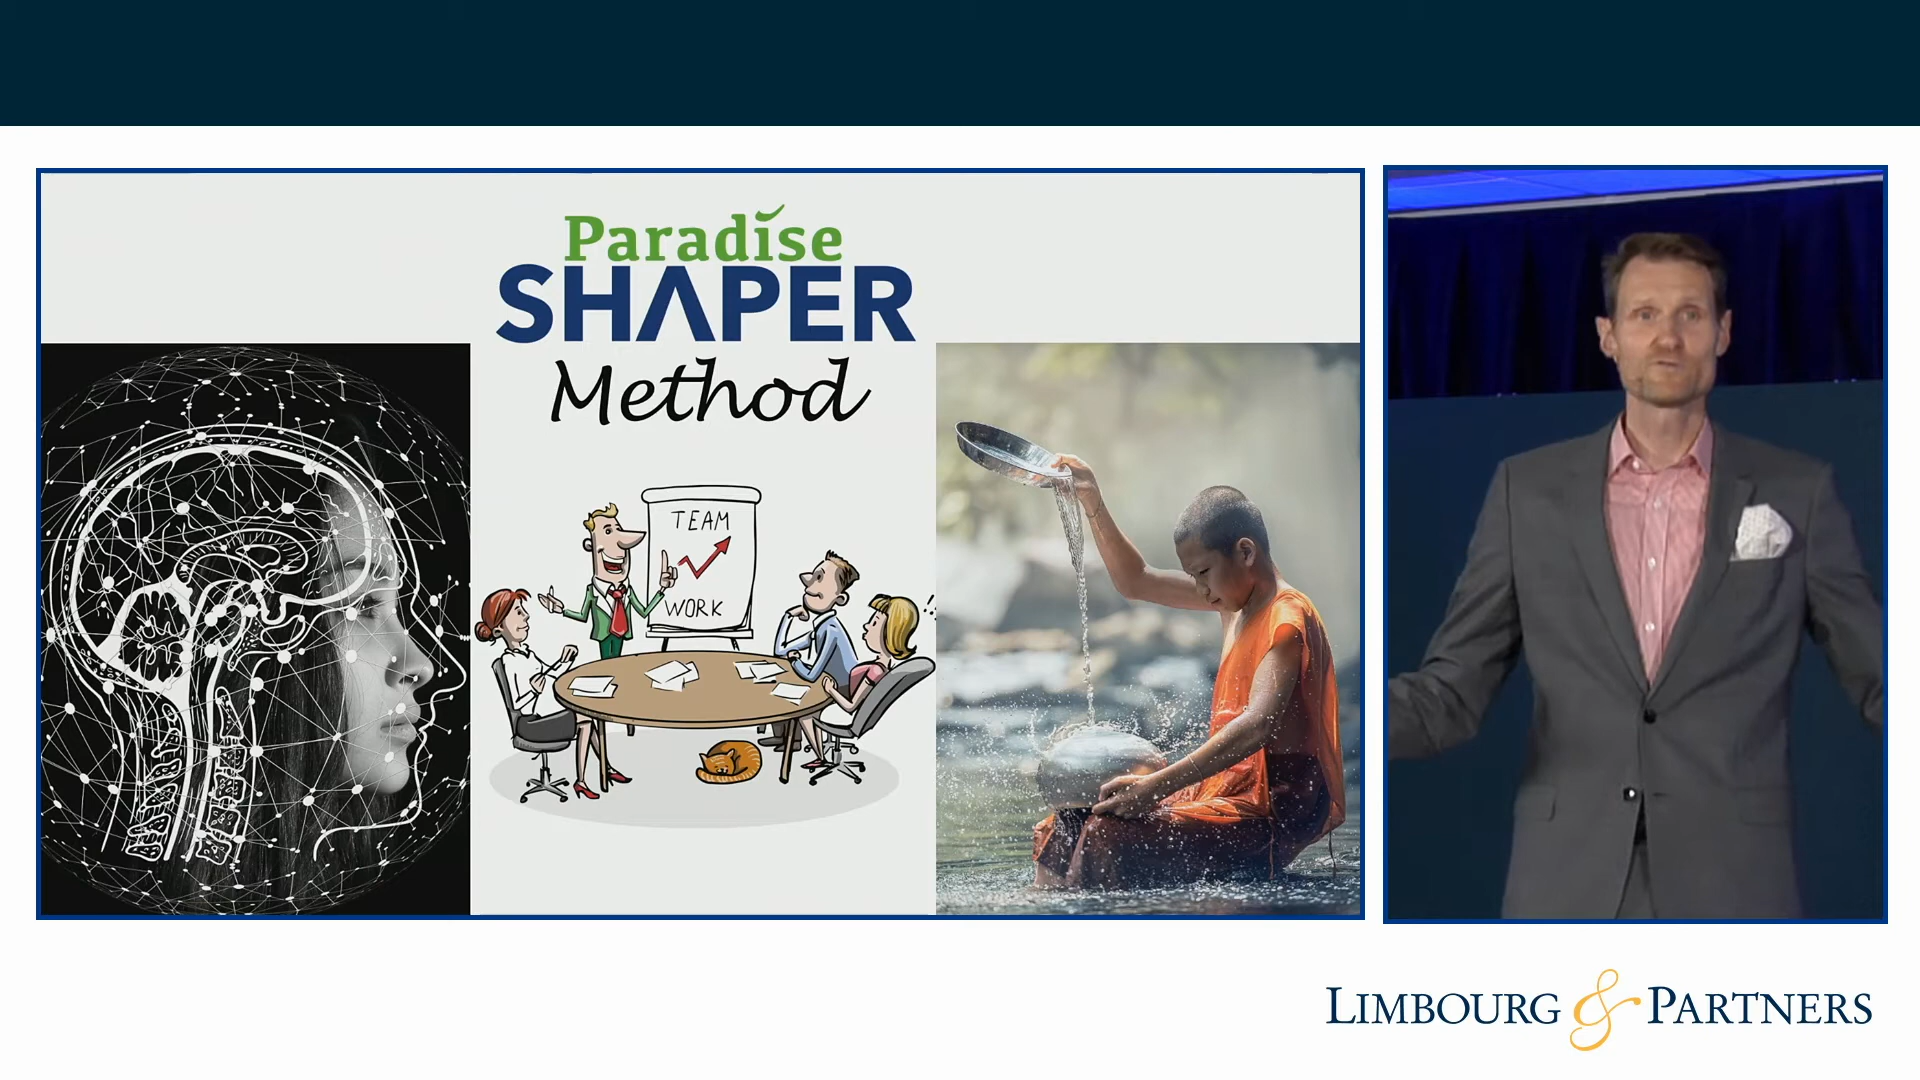 Paradise
SHAPER
Method
TEAM
WORK
!?
LIMBOURG & PARTNERS